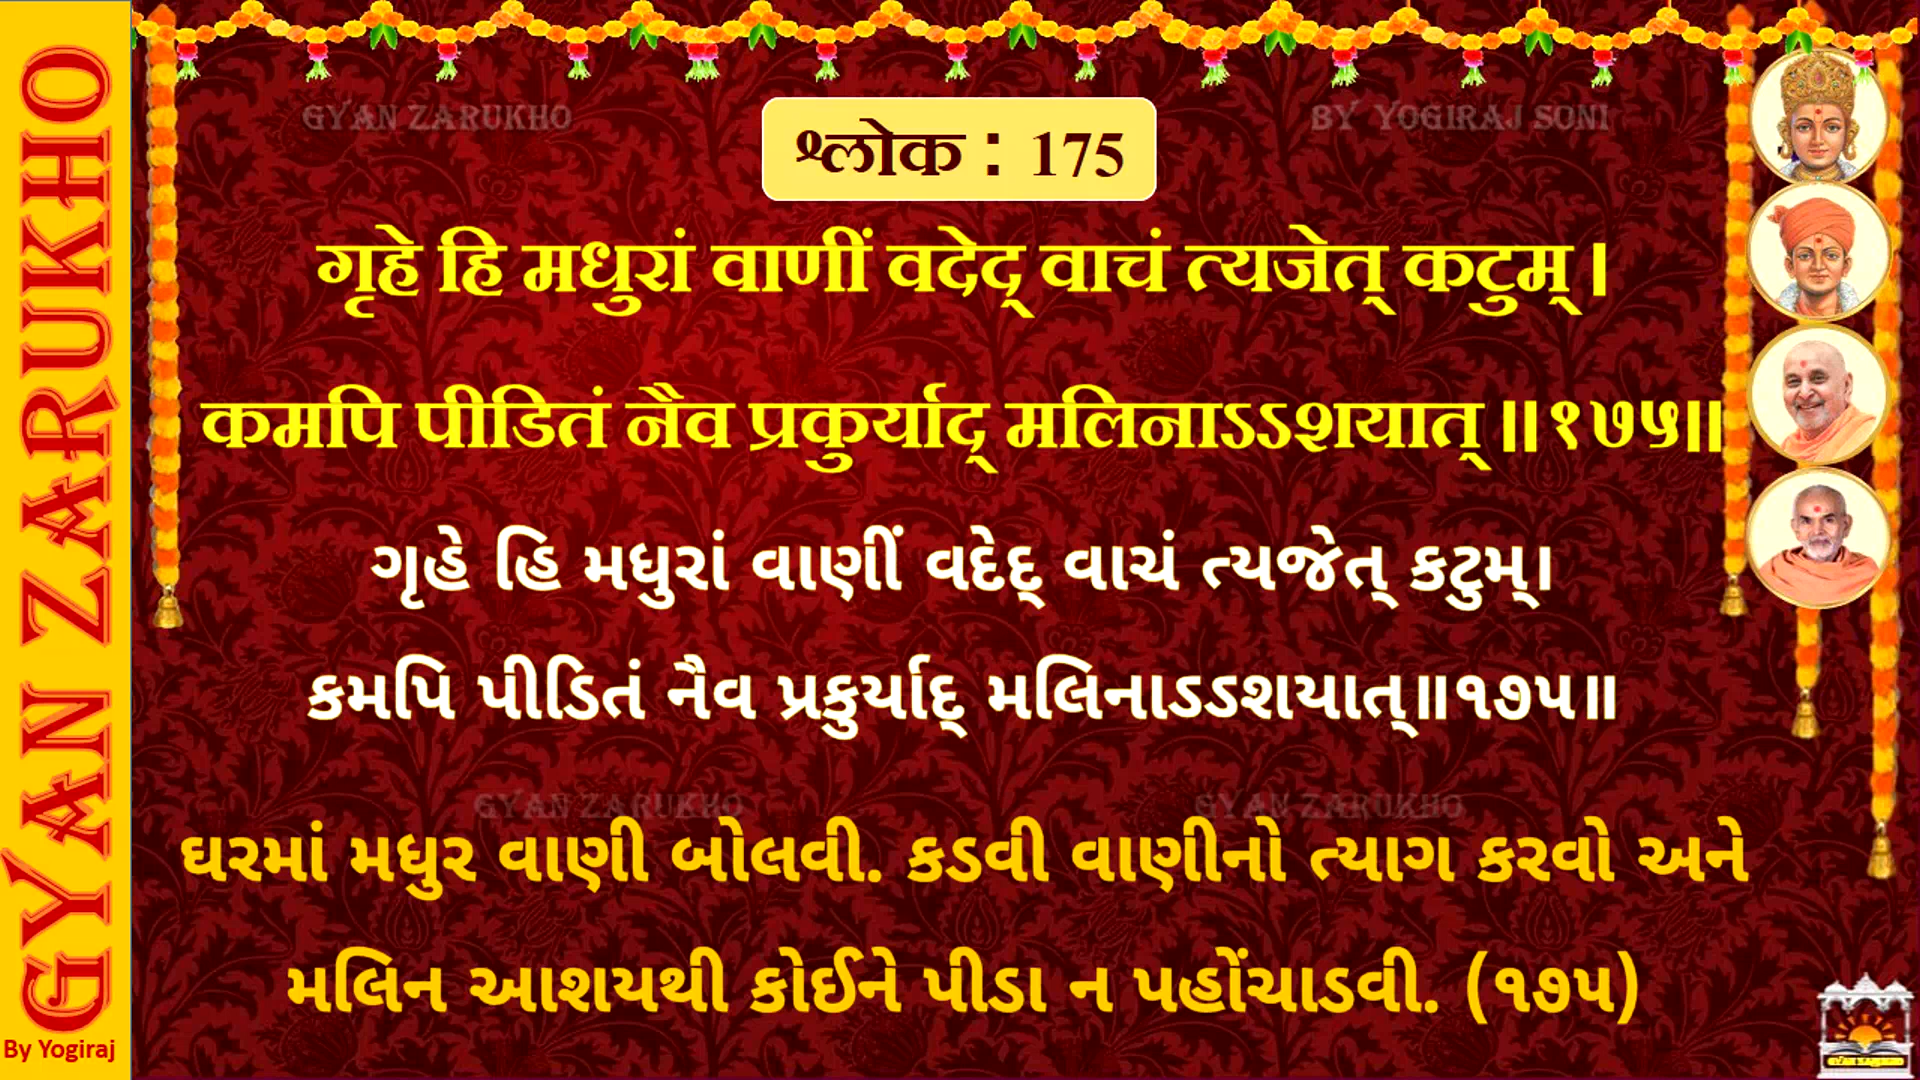 GYAN ZARUKHO
By Yogiraj
GYAN ZARUKHO
BY YOGIRAJ SONI
श्लोक : 175
गृहे हि मधुरां वाणीं वदेद् वाचं त्यजेत् कटुम्।
कमपि पीडितं नैव प्रकुर्याद् मलिनाऽऽशयात्॥१७५॥
ગૃહે હિ મધુરાં વાણીં વદેદ્ વાચં ત્યજેત્ કટુમ્।
કમપિ પીડિતં નૈવ પ્રકુર્યાદ્ મલિનાઽઽશયાત્॥૧૭૫॥
GYAN ZARUKHO
GYAN ZARUKHO
ઘરમાં મધુર વાણી બોલવી. કડવી વાણીનો ત્યાગ કરવો અને
મલિન આશયથી કોઈને પીડા ન પહોંચાડવી. (૧૭૫)
GYAN ZARUKHO